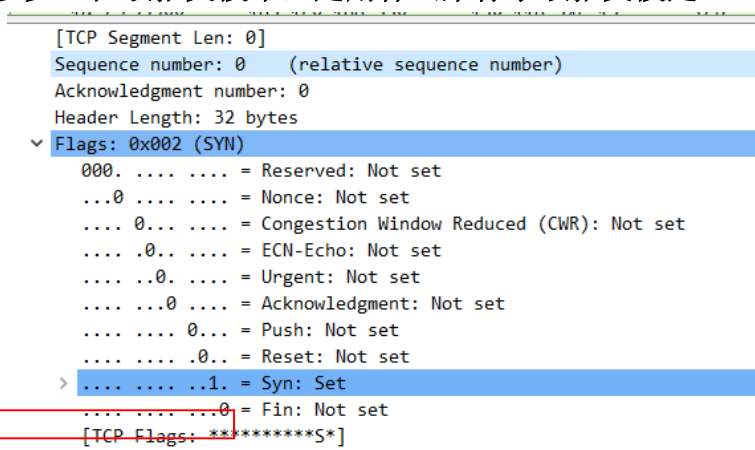 [TCP Segment Len: 0]
Sequence number: 0    (relative sequence number)
Acknowledgment number: 0
Header Length: 32 bytes
Flags: 0x002 (SYN)
000. .... .... = Reserved: Not set
...0 .... .... = Nonce: Not set
.... 0... .... = Congestion Window Reduced (CWR): Not set
.... .0.. .... = ECN-Echo: Not set
.... ..0. .... = Urgent: Not set
.... ...0 .... = Acknowledgment: Not set
.... .... 0... = Push: Not set
.... .... .0.. = Reset: Not set
.... .... ..1. = Syn: Set
.... .... ...0 = Fin: Not set
[TCP Flags: **********S*]